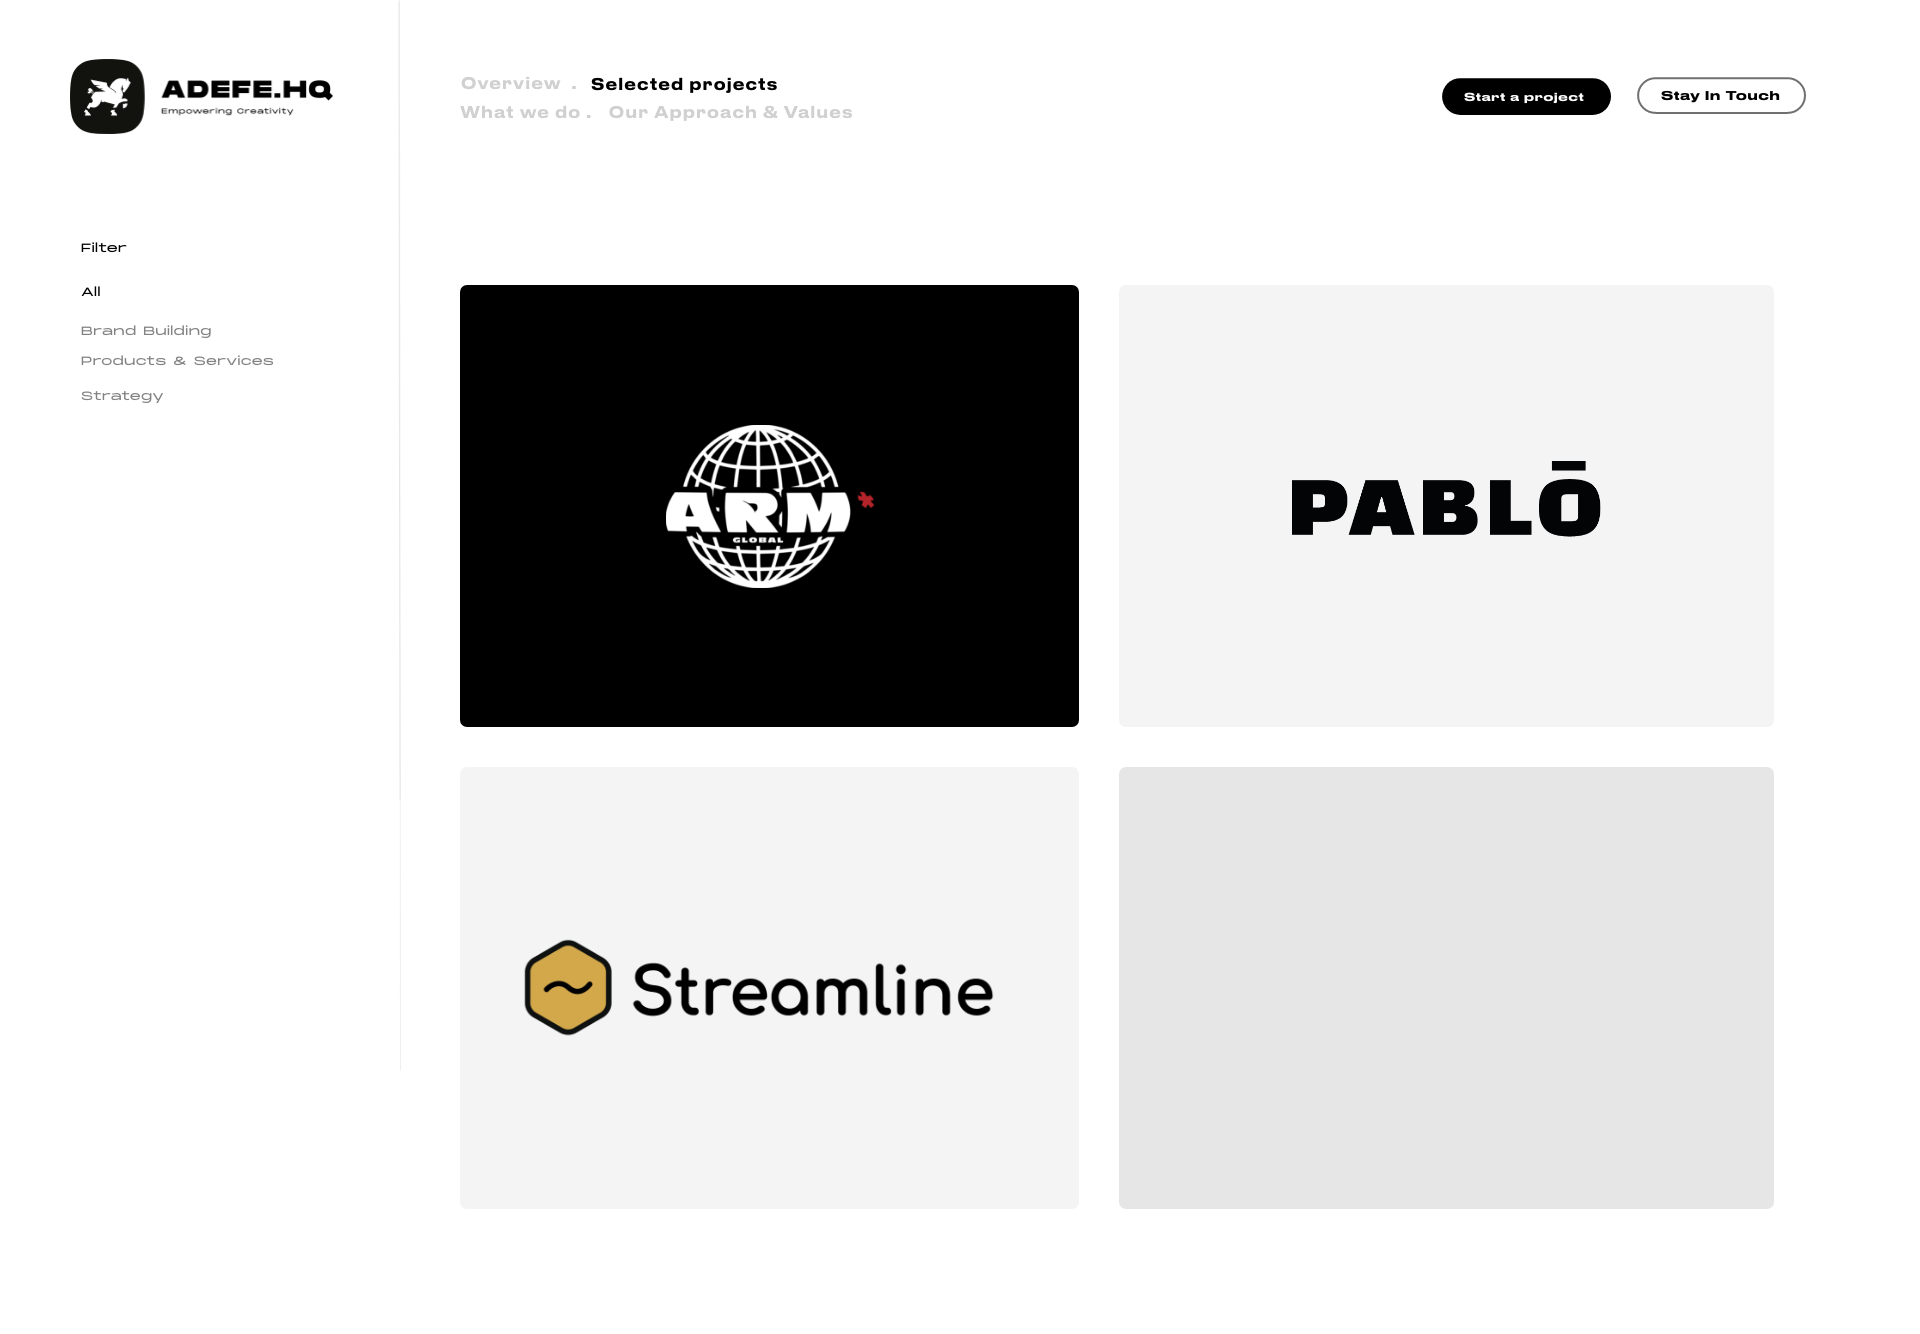 ADEFE.HQ
Empowering Creativity
Overview . Selected projects
What we do . Our Approach & Values
Start a project
Stay In Touch
Filter
All
Brand Building
Products & Services
Strategy
ARM*
GLOBAL
PABLŌ
Streamline